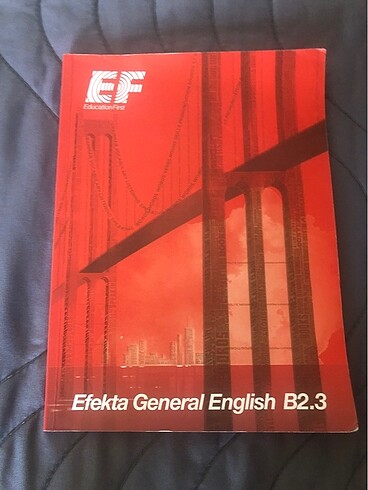 EF
Education First
Efekta General English B2.3